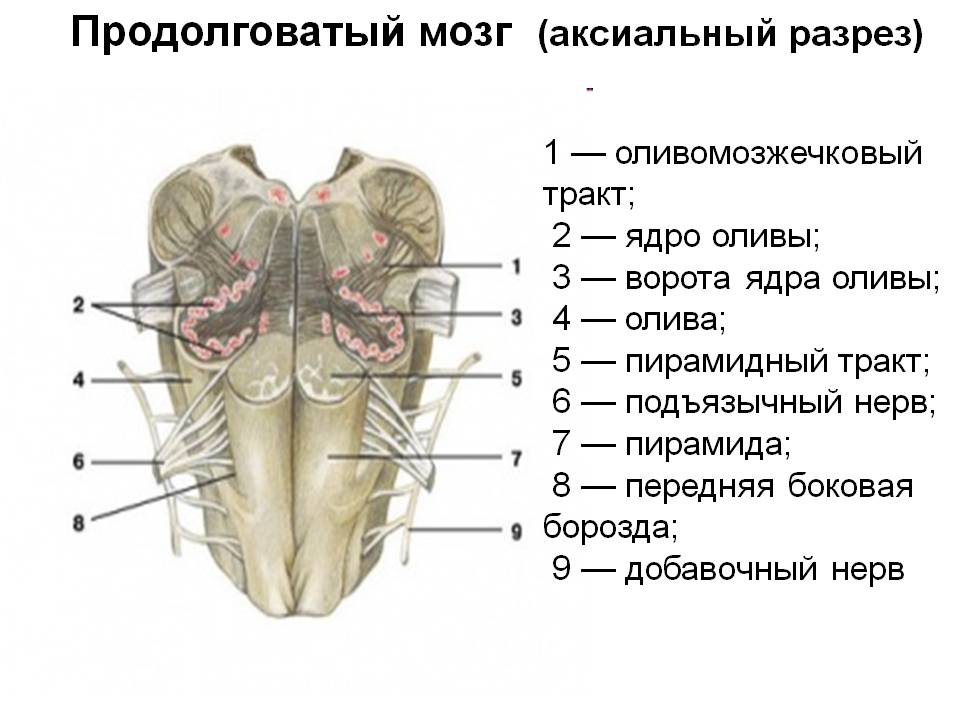 Продолговатый мозг (аксиальный разрез)
-
1 — оливомозжечковый
тракт;
2 — ядро оливы;
3 — ворота ядра оливы;
4 — олива;
5 — пирамидный тракт;
6 — подъязычный нерв;
7 — пирамида;
8 — передняя боковая
борозда;
9 — добавочный нерв
1
2
3
4
5
6
7
8
9